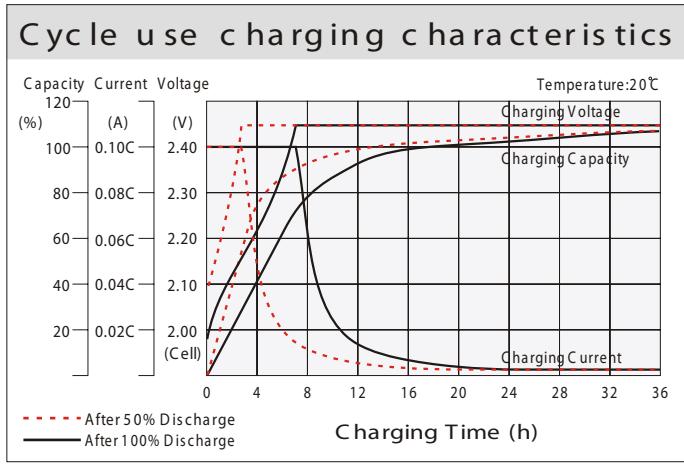 Cycle use charging characteristics
Capacity Current Voltage Temperature:20℃
120
(%) (A) (V) Charging Voltage
100 0.10C 2.40
Charging Capacity
80 0.08C 2.30
60 0.06C 2.20
40 0.04C 2.10
20 0.02C 2.00
(Cell) Charging Current
0 4 8 12 16 20 24 28 32 36
After 50% Discharge
After 100% Discharge
Charging Time (h)